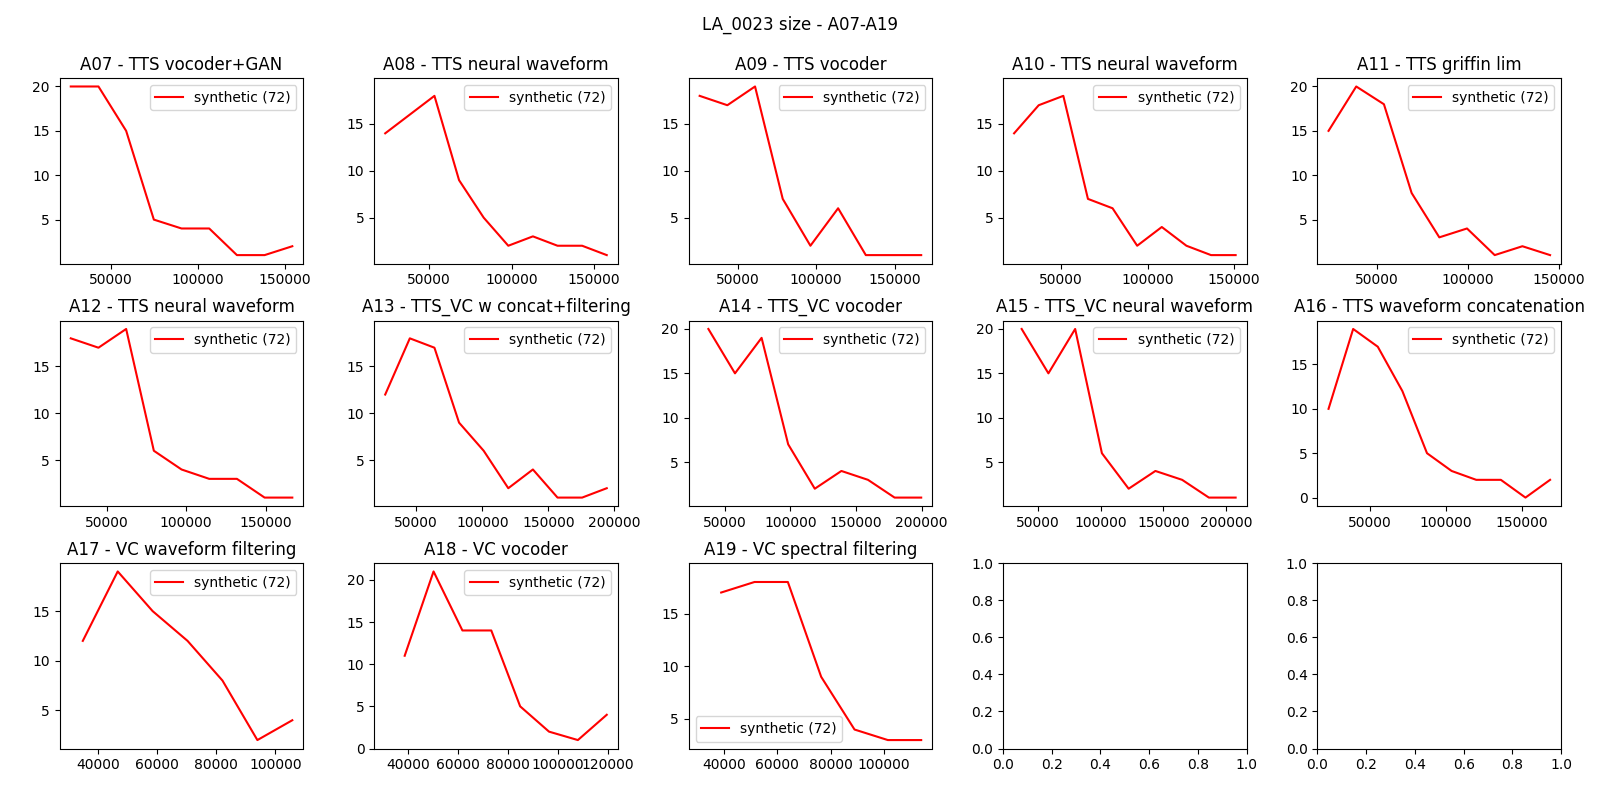 LA_0023 size - A07-A19
A07 - TTS vocoder+GAN
A08 - TTS neural waveform
A09 - TTS vocoder
A10 - TTS neural waveform
A11 - TTS griffin lim
20
15
10
5
synthetic (72)
50000 100000 150000
15
10
5
synthetic (72)
50000 100000 150000
15
10
5
synthetic (72)
50000 100000 150000
15
10
5
synthetic (72)
50000 100000 150000
20
15
10
5
synthetic (72)
50000 100000 150000
A12 - TTS neural waveform
A13 - TTS_VC w concat+filtering
A14 - TTS_VC vocoder
A15 - TTS_VC neural waveform
A16 - TTS waveform concatenation
15
10
5
synthetic (72)
50000 100000 150000
15
10
5
synthetic (72)
50000 100000 150000 200000
20
15
10
5
synthetic (72)
50000 100000 150000 200000
20
15
10
5
synthetic (72)
50000 100000 150000 200000
15
10
5
0
synthetic (72)
50000 100000 150000
A17 - VC waveform filtering
A18 - VC vocoder
A19 - VC spectral filtering
15
10
5
synthetic (72)
40000 60000 80000 100000
20
15
10
5
0
synthetic (72)
40000 60000 80000 100000 120000
15
10
5
synthetic (72)
40000 60000 80000 100000
1.0
0.8
0.6
0.4
0.2
0.0
0.0 0.2 0.4 0.6 0.8 1.0
1.0
0.8
0.6
0.4
0.2
0.0
0.0 0.2 0.4 0.6 0.8 1.0